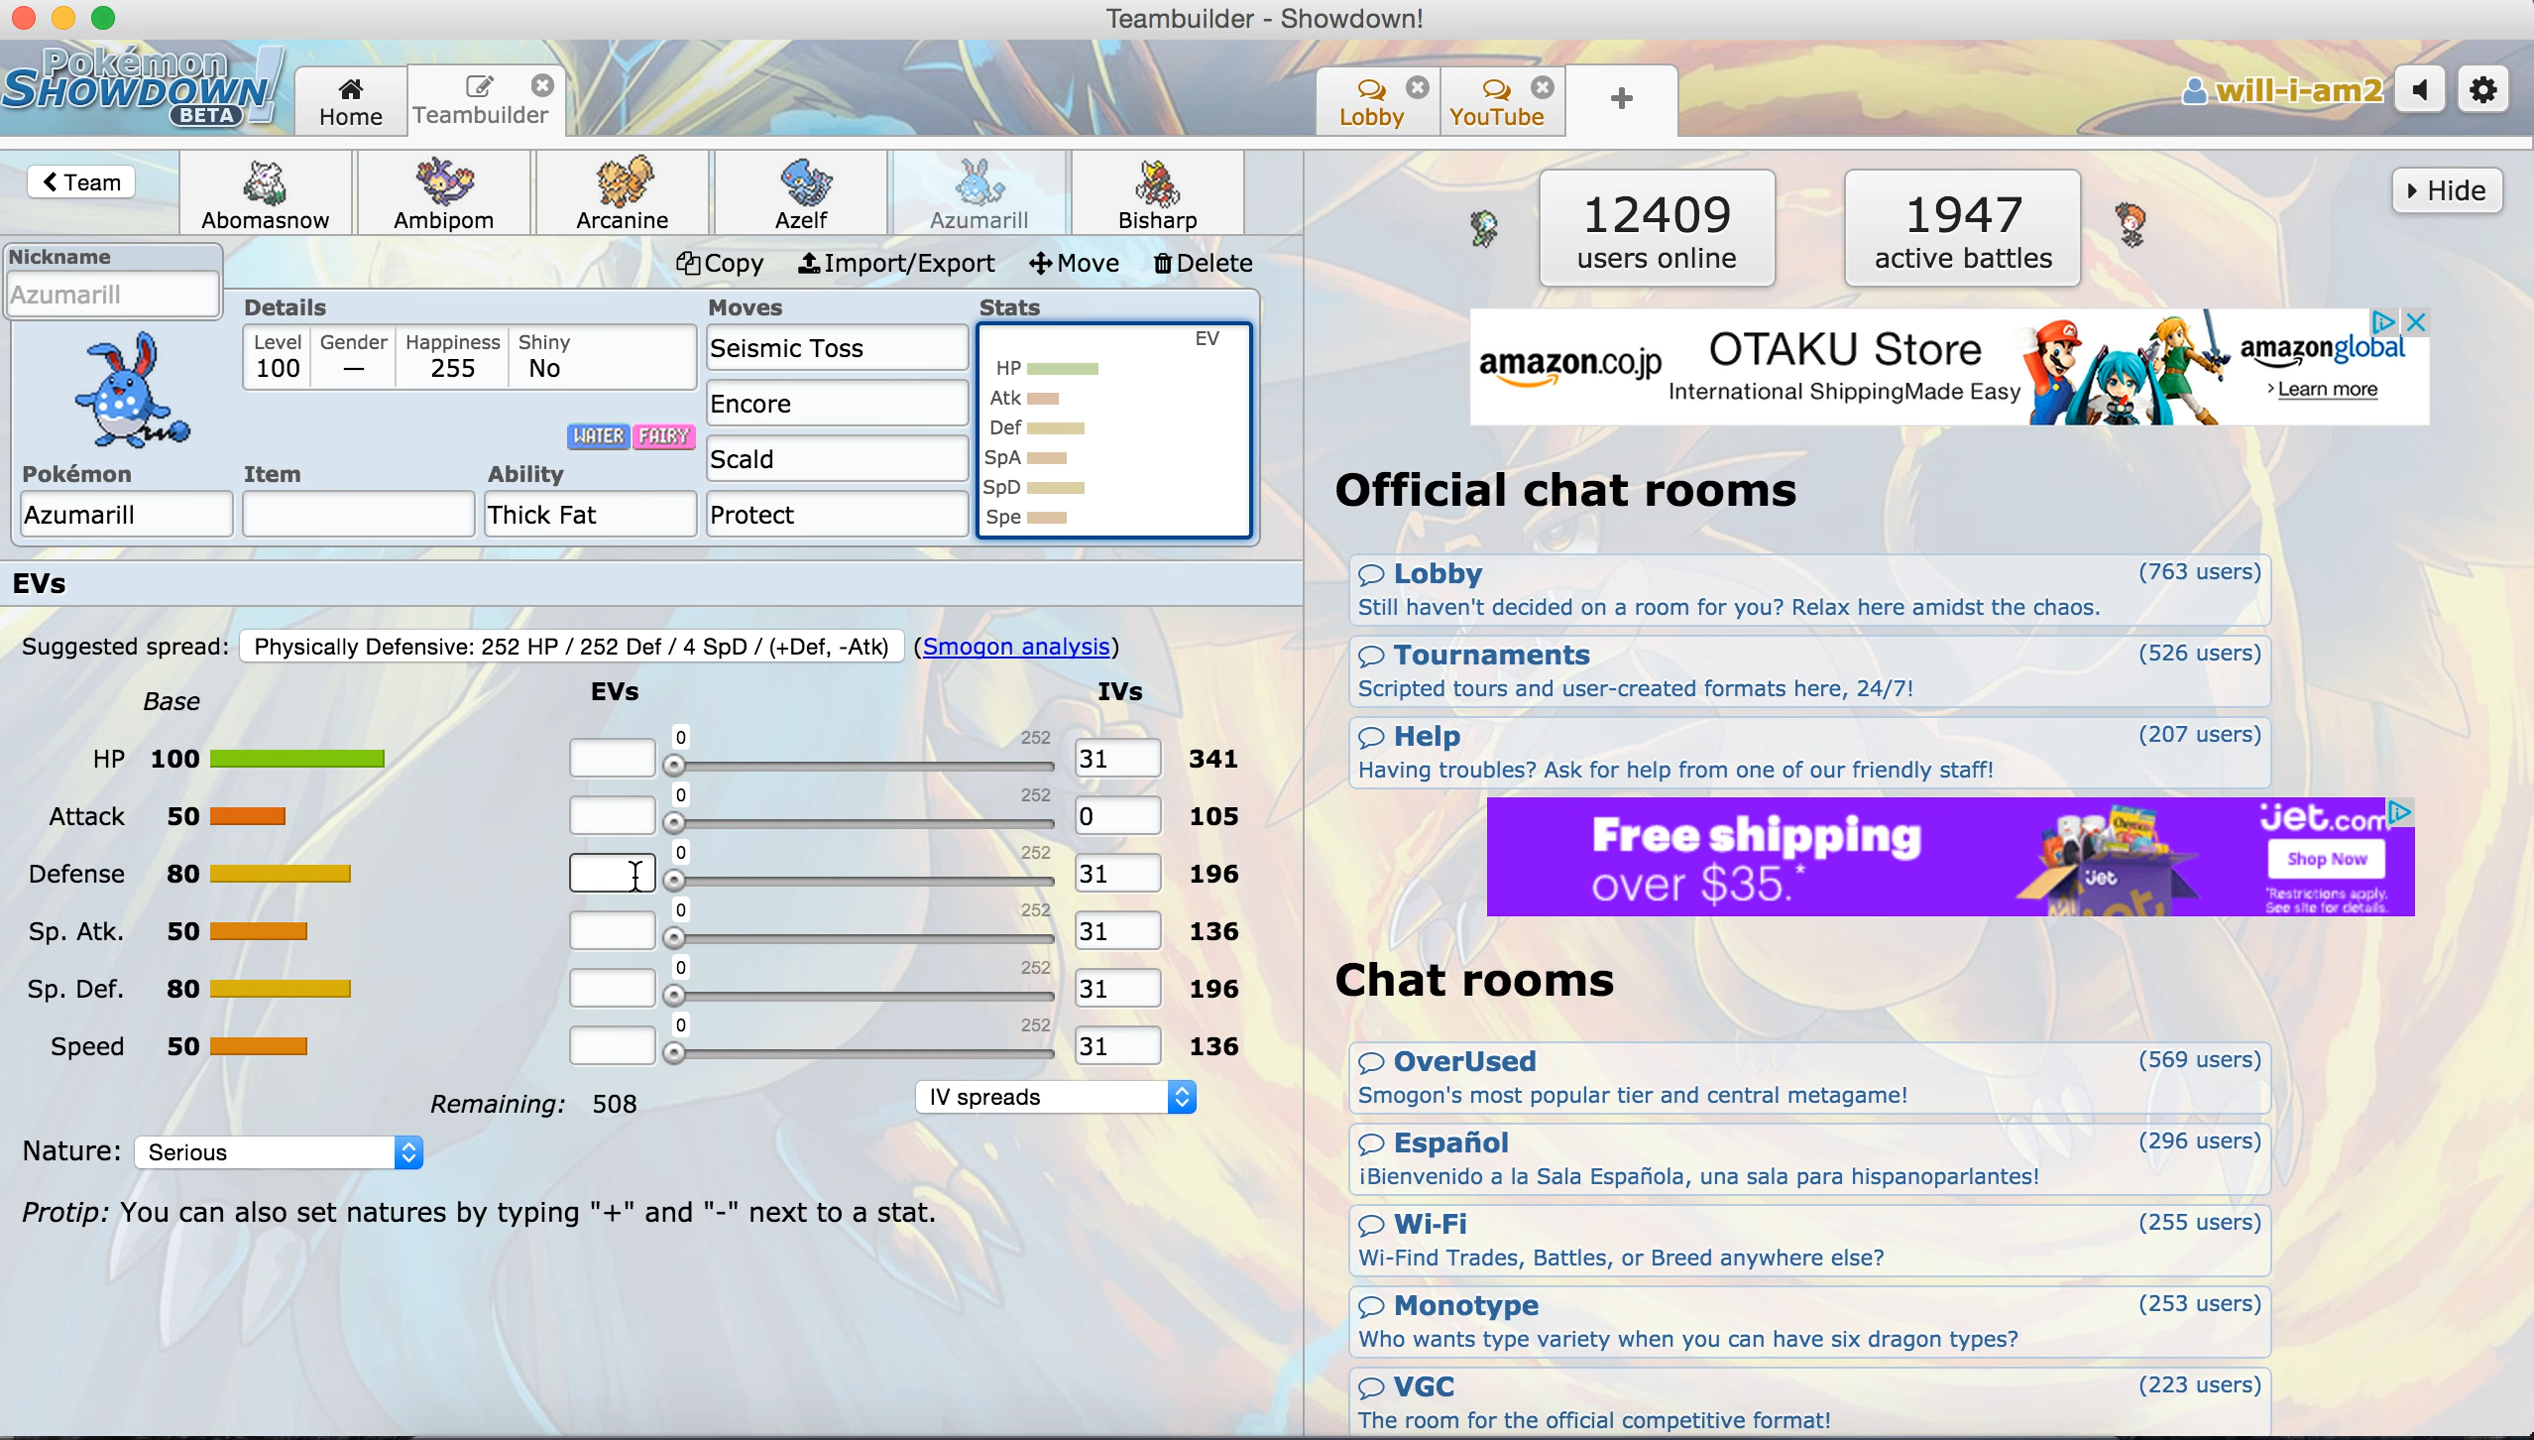 Teambuilder - Showdown!
Pokémon
SHOWDOWN!
BETA
Home
Teambuilder
Lobby
YouTube
will-i-am2
Team
Abomasnow
Ambipom
Arcanine
Azelf
Azumarill
Bisharp
12409
users online
1947
active battles
Hide
Nickname
Azumarill
Copy
Import/Export
Move
Delete
Details
Moves
Stats
Level
100
Gender
—
Happiness
255
Shiny
No
WATER FAIRY
Pokémon
Azumarill
Item
Ability
Thick Fat
Seismic Toss
Encore
Scald
Protect
EV
HP
Atk
Def
SpA
SpD
Spe
EVs
Suggested spread: Physically Defensive: 252 HP / 252 Def / 4 SpD / (+Def, -Atk) (Smogon analysis)
Base EVs IVs
HP 100 0 252 31 341
Attack 50 0 252 0 105
Defense 80 0 252 31 196
Sp. Atk. 50 0 252 31 136
Sp. Def. 80 0 252 31 196
Speed 50 0 252 31 136
Remaining: 508
IV spreads
Nature: Serious
Protip: You can also set natures by typing "+" and "-" next to a stat.
amazon.co.jp
OTAKU Store
International ShippingMade Easy
amazonglobal
› Learn more
Official chat rooms
Lobby (763 users)
Still haven't decided on a room for you? Relax here amidst the chaos.
Tournaments (526 users)
Scripted tours and user-created formats here, 24/7!
Help (207 users)
Having troubles? Ask for help from one of our friendly staff!
Free shipping
over $35.*
Jet
jet.com
Shop Now
*Restrictions apply.
See site for details.
Chat rooms
OverUsed (569 users)
Smogon's most popular tier and central metagame!
Español (296 users)
¡Bienvenido a la Sala Española, una sala para hispanoparlantes!
Wi-Fi (255 users)
Wi-Find Trades, Battles, or Breed anywhere else?
Monotype (253 users)
Who wants type variety when you can have six dragon types?
VGC (223 users)
The room for the official competitive format!